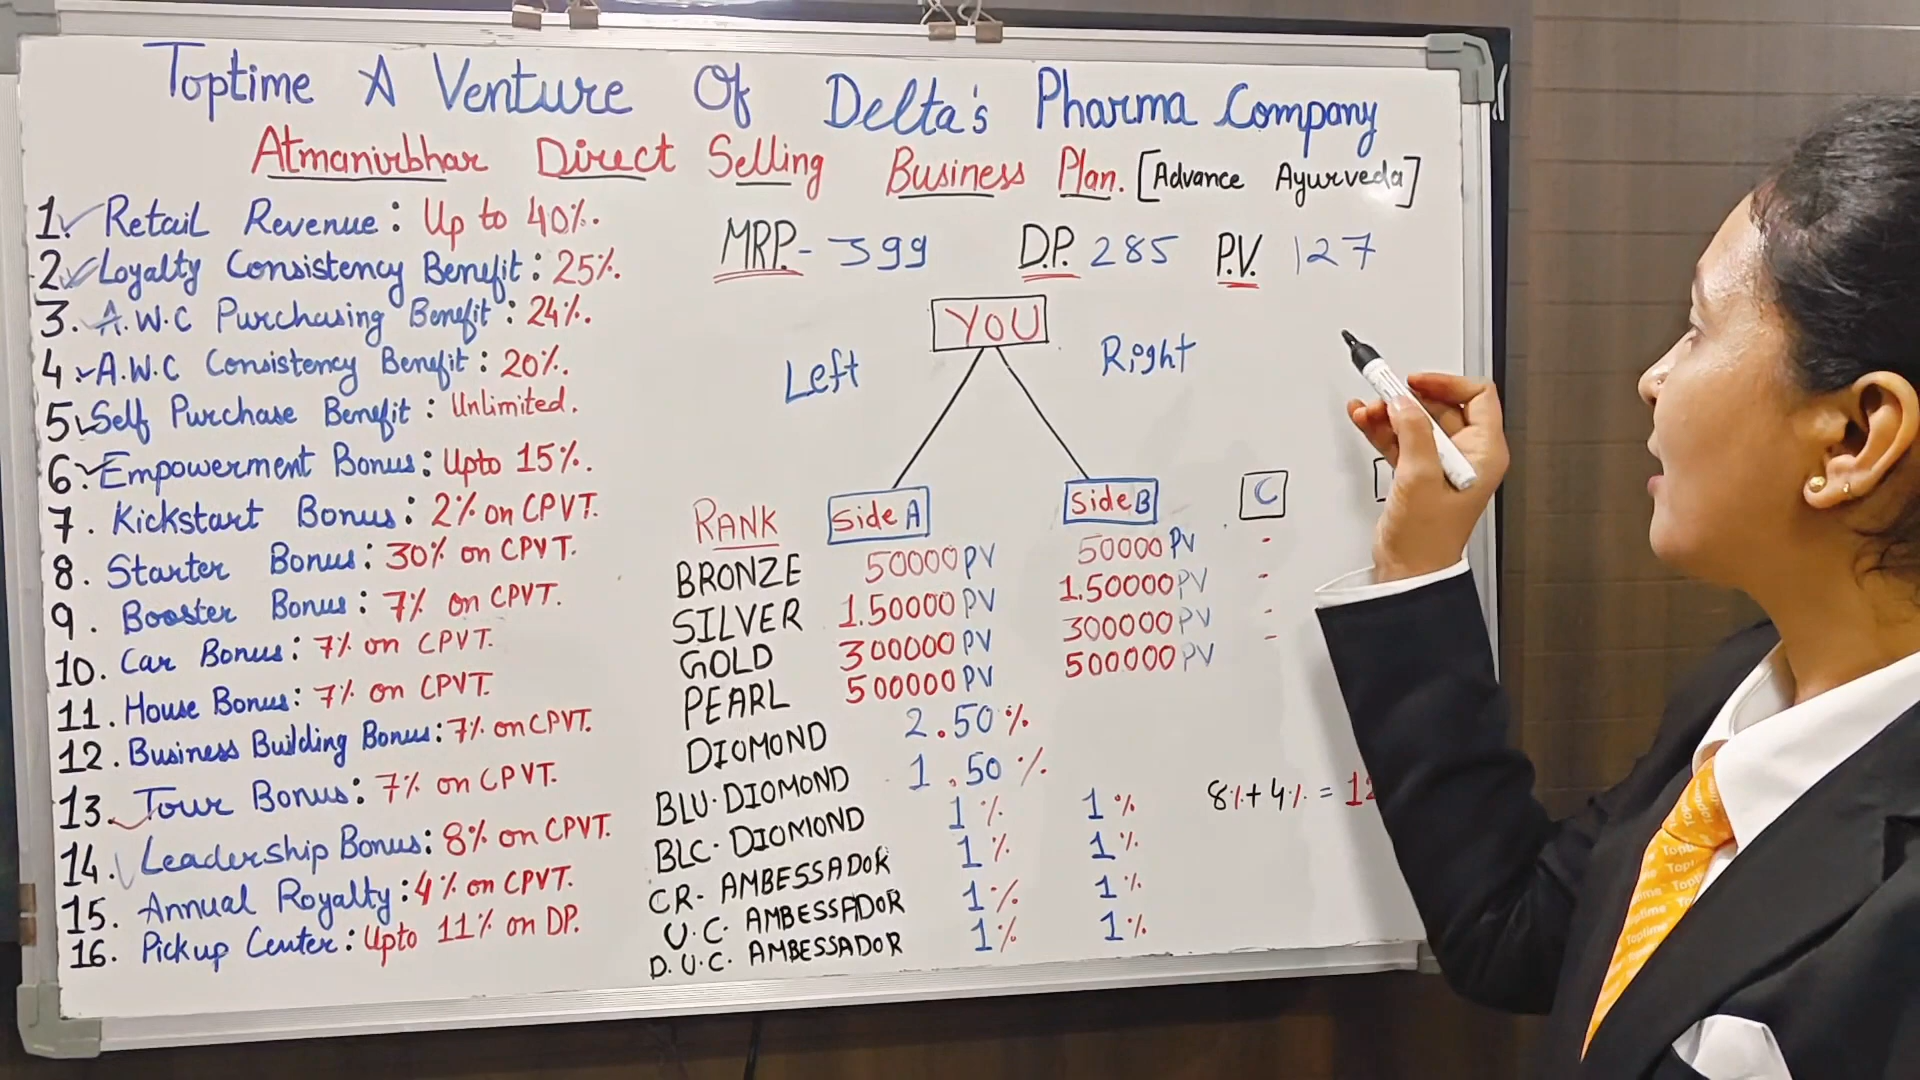 Toptime A Venture Of Delta's Pharma Company
Atmanirbhar Direct Selling Business Plan. [Advance Ayurveda]
1. Retail Revenue: Up to 40%.
2. Loyalty Consistency Benefit: 25%.
3. A.W.C Purchasing Benefit: 24%.
4. A.W.C Consistency Benefit: 20%.
5. Self Purchase Benefit: Unlimited.
6. Empowerment Bonus: Upto 15%.
7. Kickstart Bonus: 2% on CPVT.
8. Starter Bonus: 30% on CPVT.
9. Booster Bonus: 7% on CPVT.
10. Car Bonus: 7% on CPVT.
11. House Bonus: 7% on CPVT.
12. Business Building Bonus: 7% on CPVT.
13. Tour Bonus: 7% on CPVT.
14. Leadership Bonus: 8% on CPVT.
15. Annual Royalty: 4% on CPVT.
16. Pickup Center: Upto 11% on DP.
MRP.- 399 D.P. 285 P.V. 127
YOU
Left Right
RANK Side A Side B C
BRONZE 50000 PV 50000 PV -
SILVER 1.50000 PV 1.50000 PV -
GOLD 300000 PV 300000 PV -
PEARL 500000 PV 500000 PV -
DIOMOND 2.50%
BLU.DIOMOND 1.50%
BLC.DIOMOND 1% 1%
CR- AMBESSADOR 1% 1%
U.C. AMBESSADOR 1% 1%
D.U.C. AMBESSADOR 1% 1%
8%+4%. = 12
Toptime